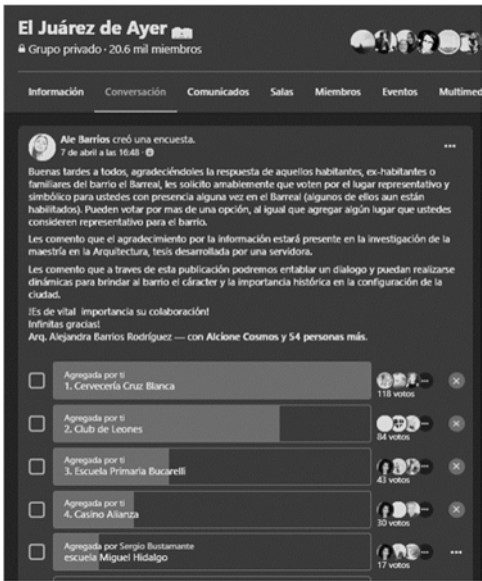 El Juárez de Ayer
Grupo privado · 20.6 mil miembros
Información Conversación Comunicados Salas Miembros Eventos Multimed
Ale Barrios creó una encuesta.
7 de abril a las 16:48 ·
Buenas tardes a todos, agradeciéndoles la respuesta de aquellos habitantes, ex-habitantes o
familiares del barrio el Barreal, les solicito amablemente que voten por el lugar representativo y
simbólico para ustedes con presencia alguna vez en el Barreal (algunos de ellos aun están
habilitados). Pueden votar por mas de una opción, al igual que agregar algún lugar que ustedes
consideren representativo para el barrio.
Les comento que el agradecimiento por la información estará presente en la investigación de la
maestría en la Arquitectura, tesis desarrollada por una servidora.
Les comento que a traves de esta publicación podremos entablar un dialogo y puedan realizarse
dinámicas para brindar al barrio el cáracter y la importancia histórica en la configuración de la
ciudad.
!Es de vital importancia su colaboración!
Infinitas gracias!
Arq. Alejandra Barrios Rodríguez — con Alcione Cosmos y 54 personas más.
Agregada por ti
1. Cervecería Cruz Blanca
118 votos
Agregada por ti
2. Club de Leones
84 votos
Agregada por ti
3. Escuela Primaria Bucarelli
43 votos
Agregada por ti
4. Casino Alianza
30 votos
Agregada por Sergio Bustamante
escuela Miguel Hidalgo
17 votos